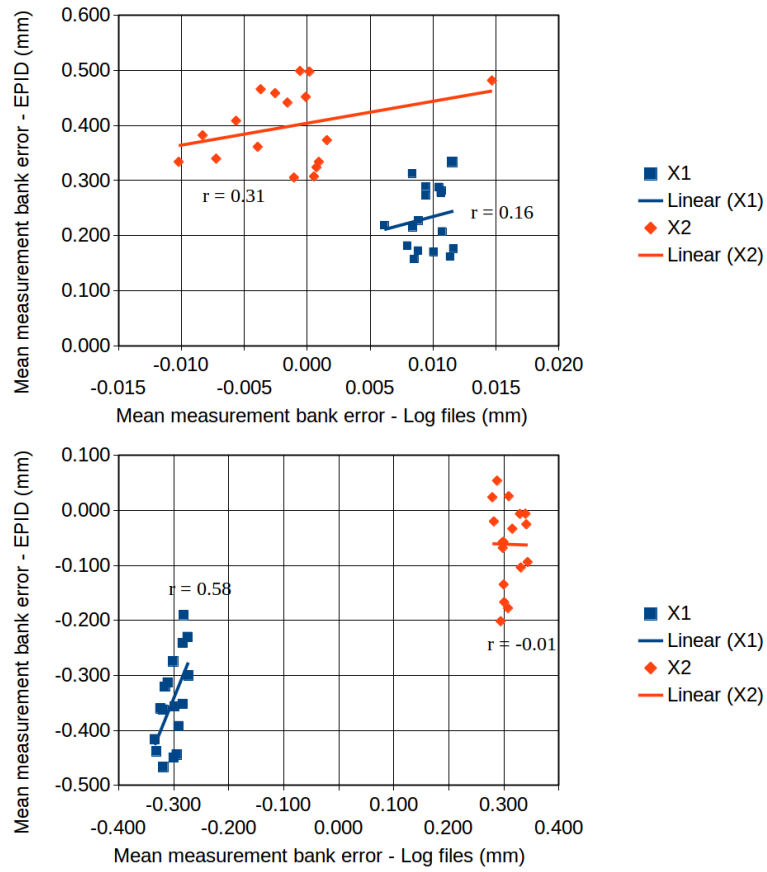 0.600
0.500
0.400
0.300
0.200
0.100
0.000
Mean measurement bank error - EPID (mm)
r = 0.31
r = 0.16
X1
Linear (X1)
X2
Linear (X2)
-0.010 0.000 0.010 0.020
-0.015 -0.005 0.005 0.015
Mean measurement bank error - Log files (mm)
0.100
0.000
-0.100
-0.200
-0.300
-0.400
-0.500
Mean measurement bank error - EPID (mm)
r = 0.58
r = -0.01
X1
Linear (X1)
X2
Linear (X2)
-0.300 -0.100 0.100 0.300
-0.400 -0.200 0.000 0.200 0.400
Mean measurement bank error - Log files (mm)